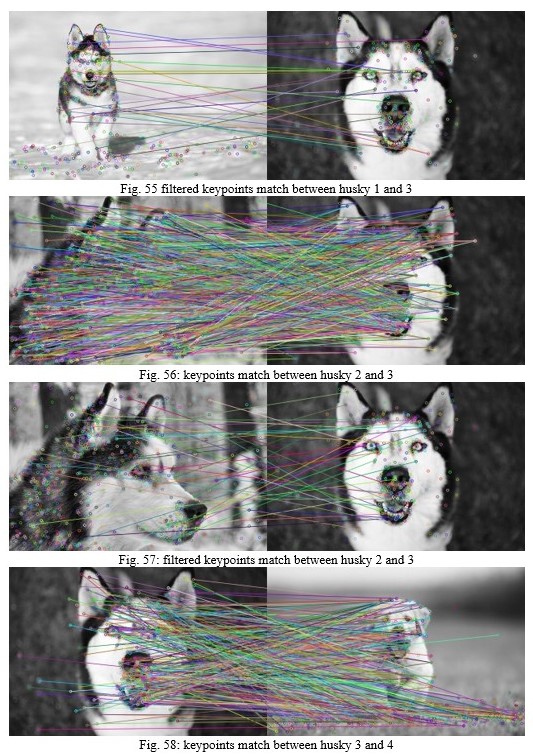 Fig. 55 filtered keypoints match between husky 1 and 3
Fig. 56: keypoints match between husky 2 and 3
Fig. 57: filtered keypoints match between husky 2 and 3
Fig. 58: keypoints match between husky 3 and 4